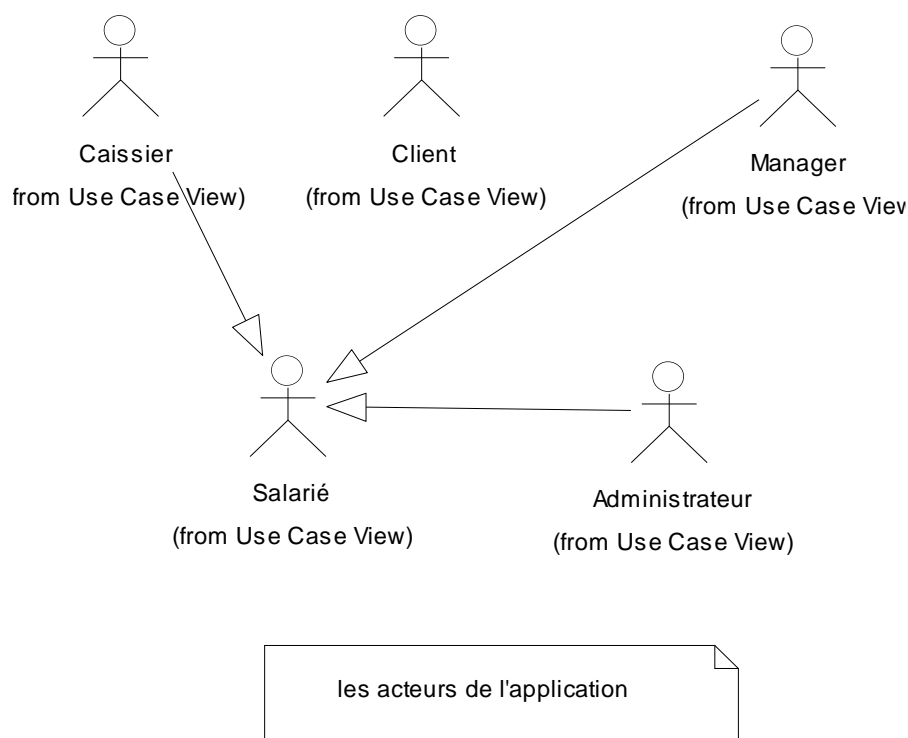 Caissier
from Use Case View)
Client
(from Use Case View)
Manager
(from Use Case View
Salarié
(from Use Case View)
Administrateur
(from Use Case View)
les acteurs de l'application